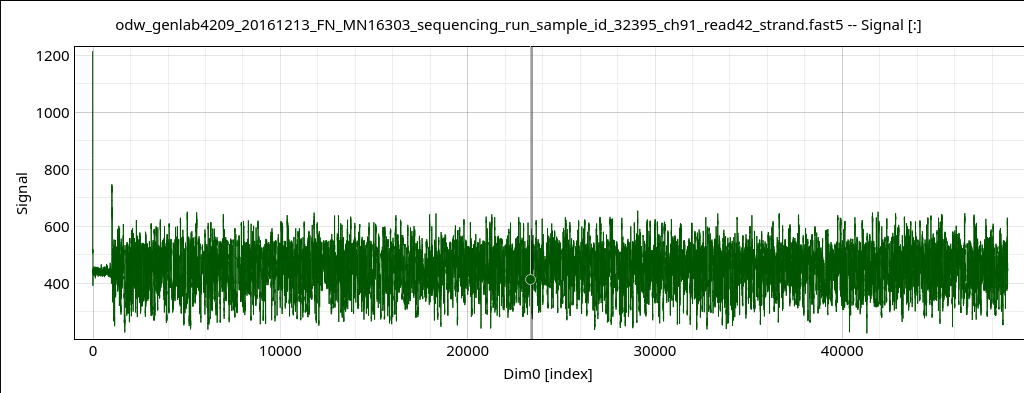 odw_genlab4209_20161213_FN_MN16303_sequencing_run_sample_id_32395_ch91_read42_strand.fast5 -- Signal [:]
1200
1000
800
600
400
Signal
0 10000 20000 30000 40000
Dim0 [index]